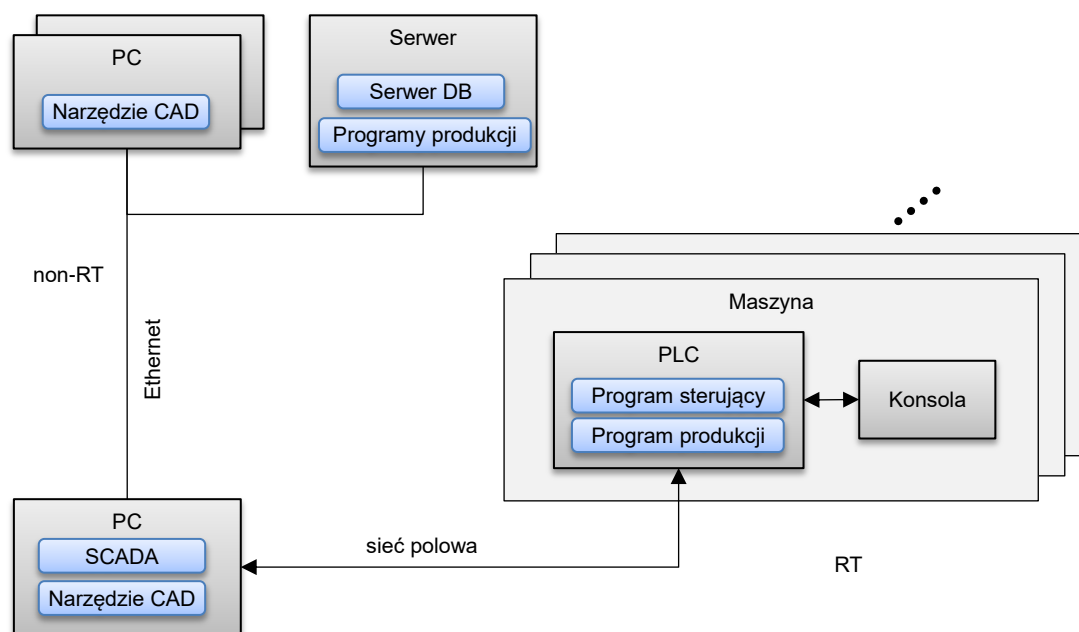 PC
Narzędzie CAD
Serwer
Serwer DB
Programy produkcji
non-RT
Ethernet
Maszyna
PLC
Program sterujący
Program produkcji
Konsola
PC
SCADA
Narzędzie CAD
sieć polowa
RT